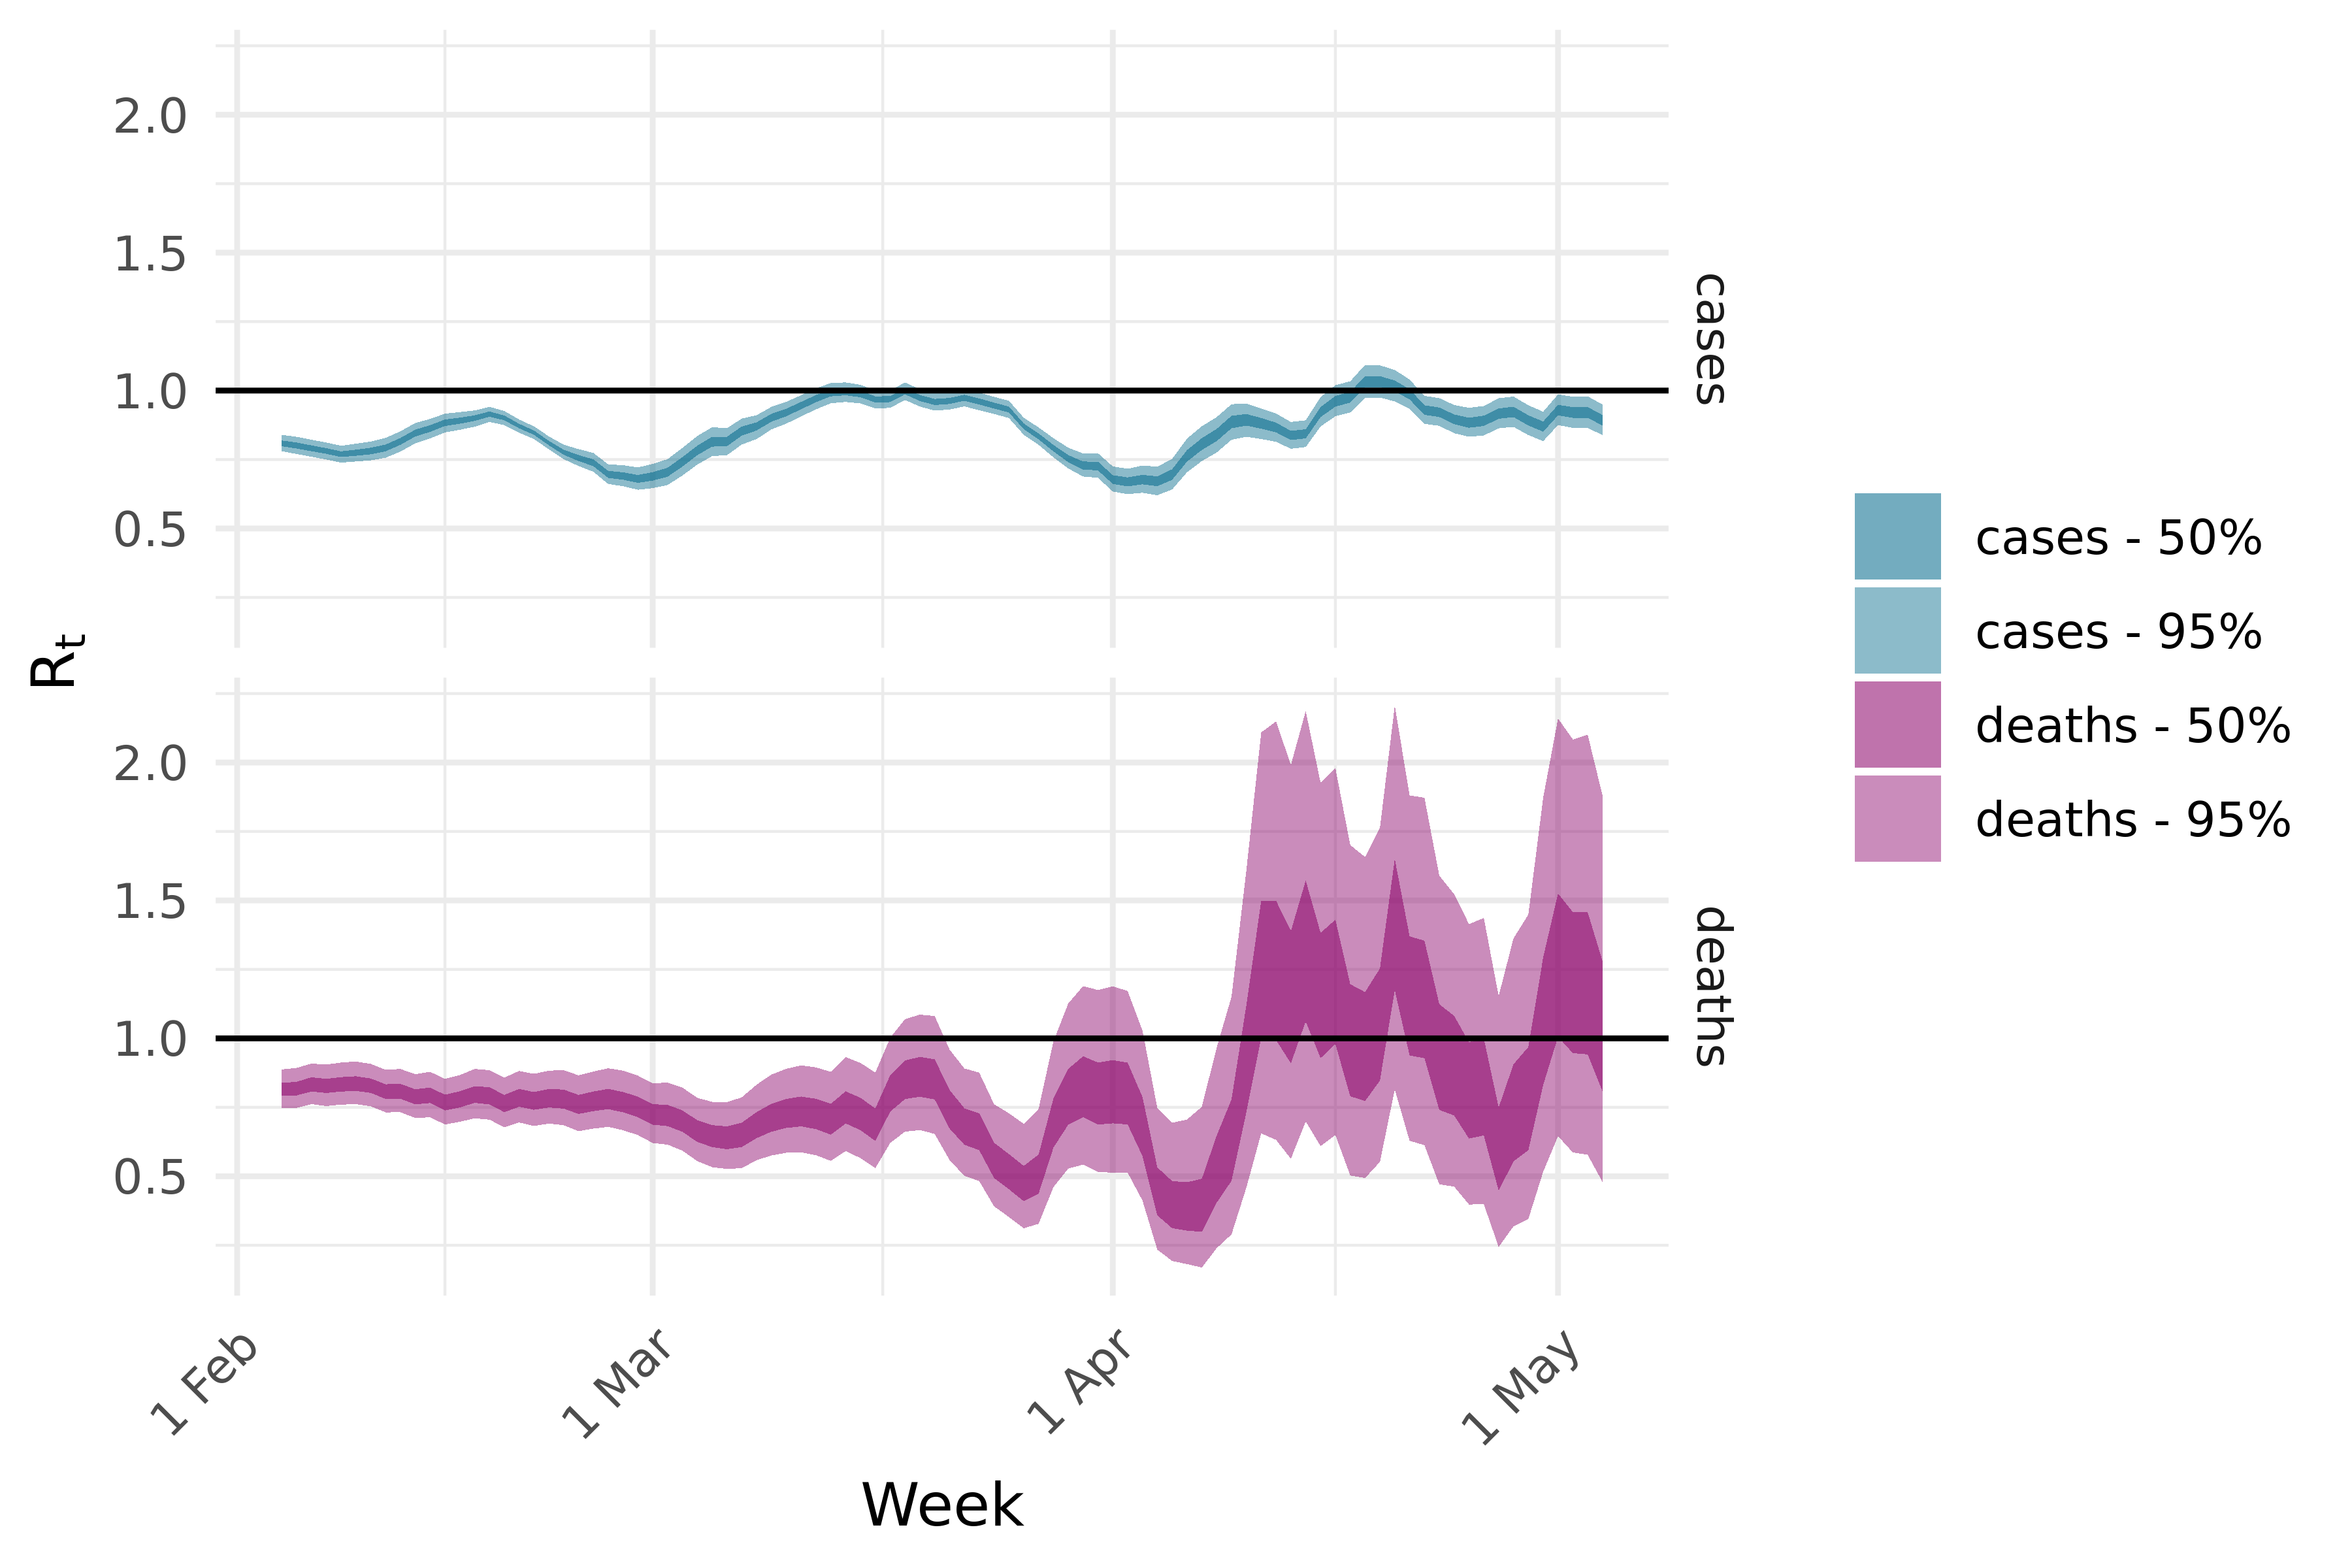 2.0
1.5
1.0
0.5
cases
2.0
1.5
1.0
0.5
deaths
Rt
1 Feb
1 Mar
1 Apr
1 May
Week
cases - 50%
cases - 95%
deaths - 50%
deaths - 95%